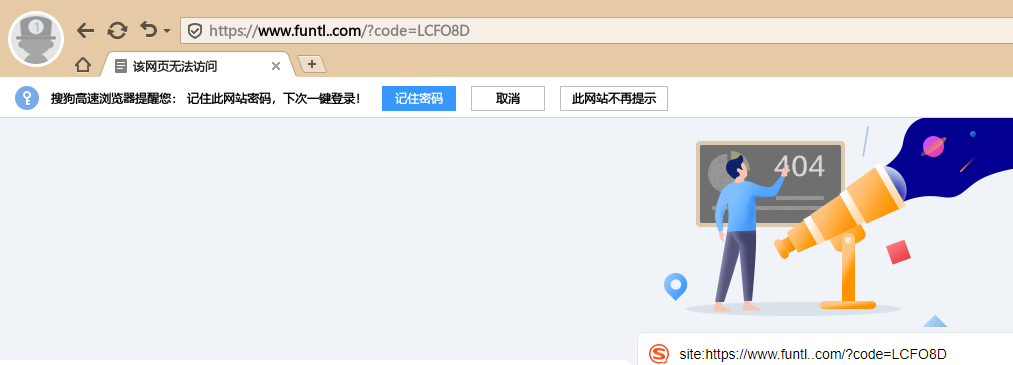 https://www.funtl..com/?code=LCFO8D
该网页无法访问
搜狗高速浏览器提醒您： 记住此网站密码，下次一键登录！ 记住密码 取消 此网站不再提示
404
site:https://www.funtl..com/?code=LCFO8D